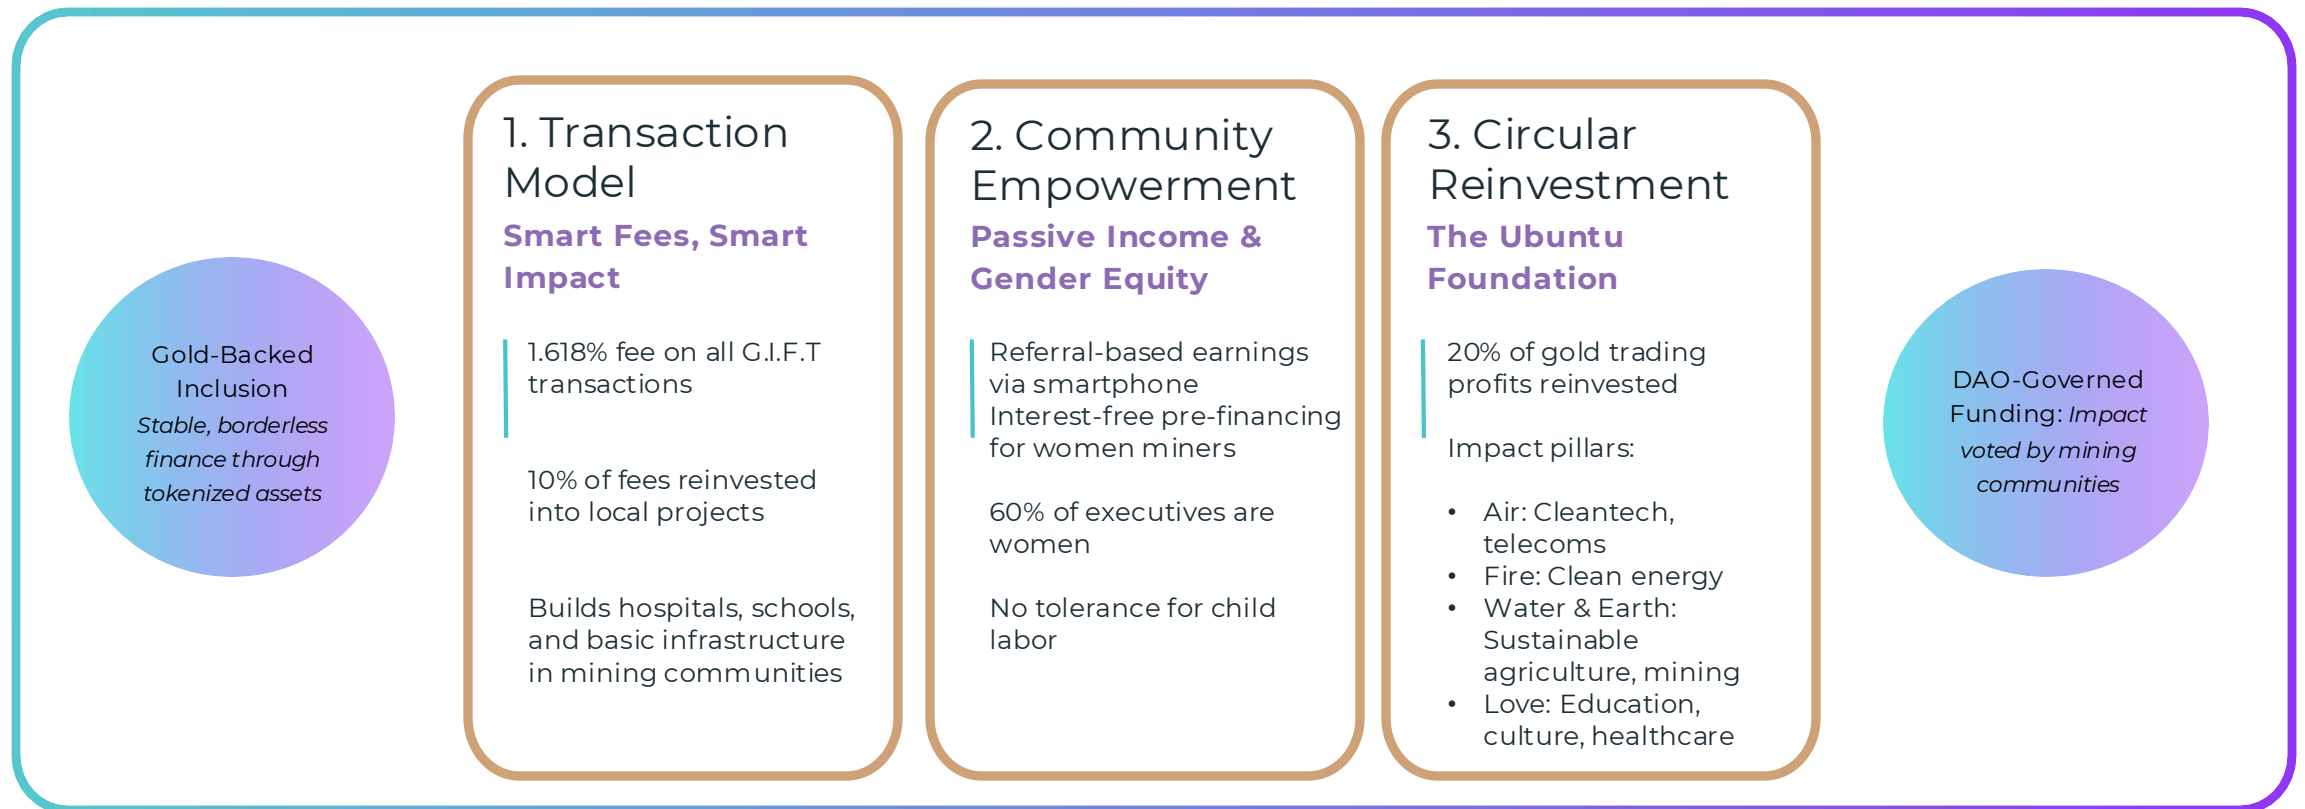 Gold-Backed
Inclusion
Stable, borderless
finance through
tokenized assets
1. Transaction
Model
Smart Fees, Smart
Impact
1.618% fee on all G.I.F.T
transactions
10% of fees reinvested
into local projects
Builds hospitals, schools,
and basic infrastructure
in mining communities
2. Community
Empowerment
Passive Income &
Gender Equity
Referral-based earnings
via smartphone
Interest-free pre-financing
for women miners
60% of executives are
women
No tolerance for child
labor
3. Circular
Reinvestment
The Ubuntu
Foundation
20% of gold trading
profits reinvested
Impact pillars:
• Air: Cleantech,
telecoms
• Fire: Clean energy
• Water & Earth:
Sustainable
agriculture, mining
• Love: Education,
culture, healthcare
DAO-Governed
Funding: Impact
voted by mining
communities